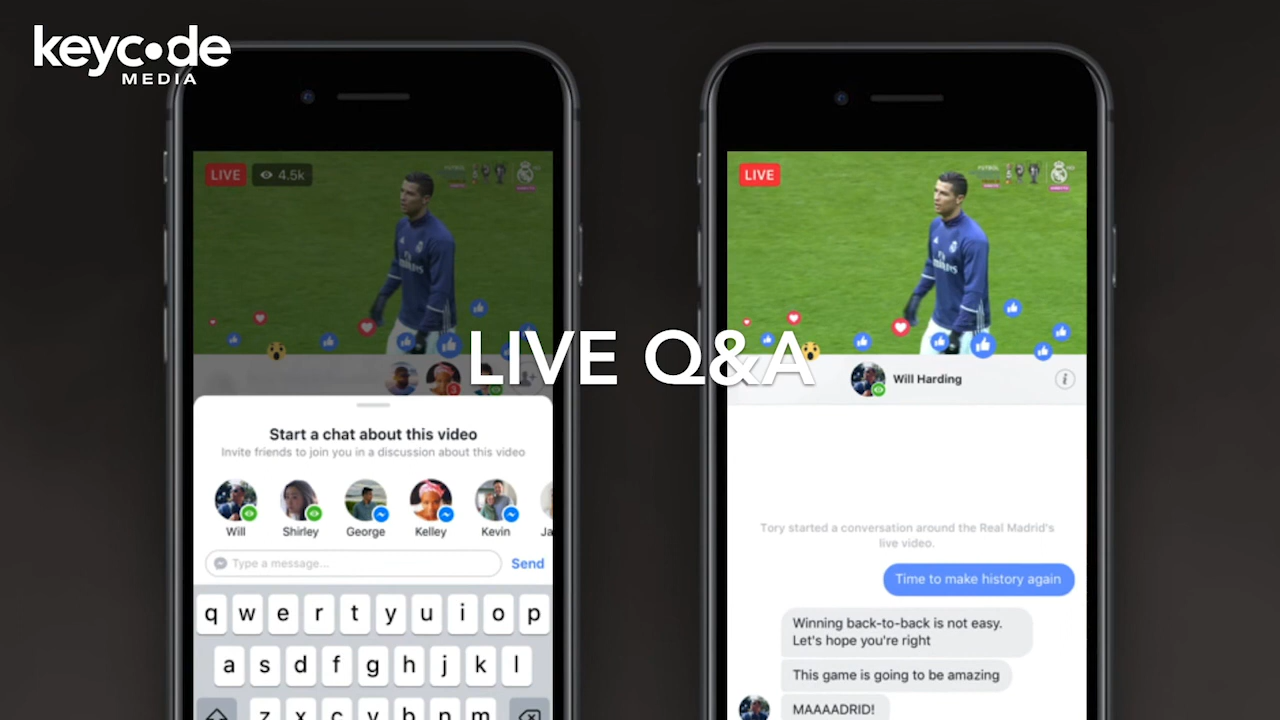 keycode
MEDIA
LIVE
4.5k
LIVE
LIVE Q&A
Will Harding
Start a chat about this video
Invite friends to join you in a discussion about this video
Will Shirley George Kelley Kevin Ja
Type a message... Send
q w e r t y u i o p
a s d f g h j k l
z x c v b n m
Tory started a conversation around the Real Madrid's
live video.
Time to make history again
Winning back-to-back is not easy.
Let's hope you're right
This game is going to be amazing
MAAAADRID!